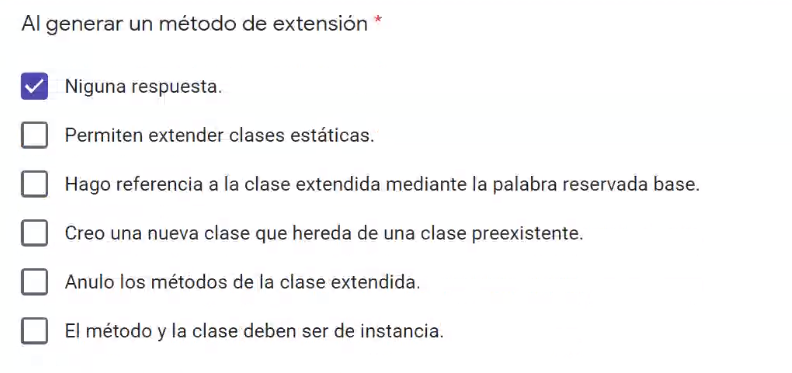 Al generar un método de extensión *
Niguna respuesta.
Permiten extender clases estáticas.
Hago referencia a la clase extendida mediante la palabra reservada base.
Creo una nueva clase que hereda de una clase preexistente.
Anulo los métodos de la clase extendida.
El método y la clase deben ser de instancia.